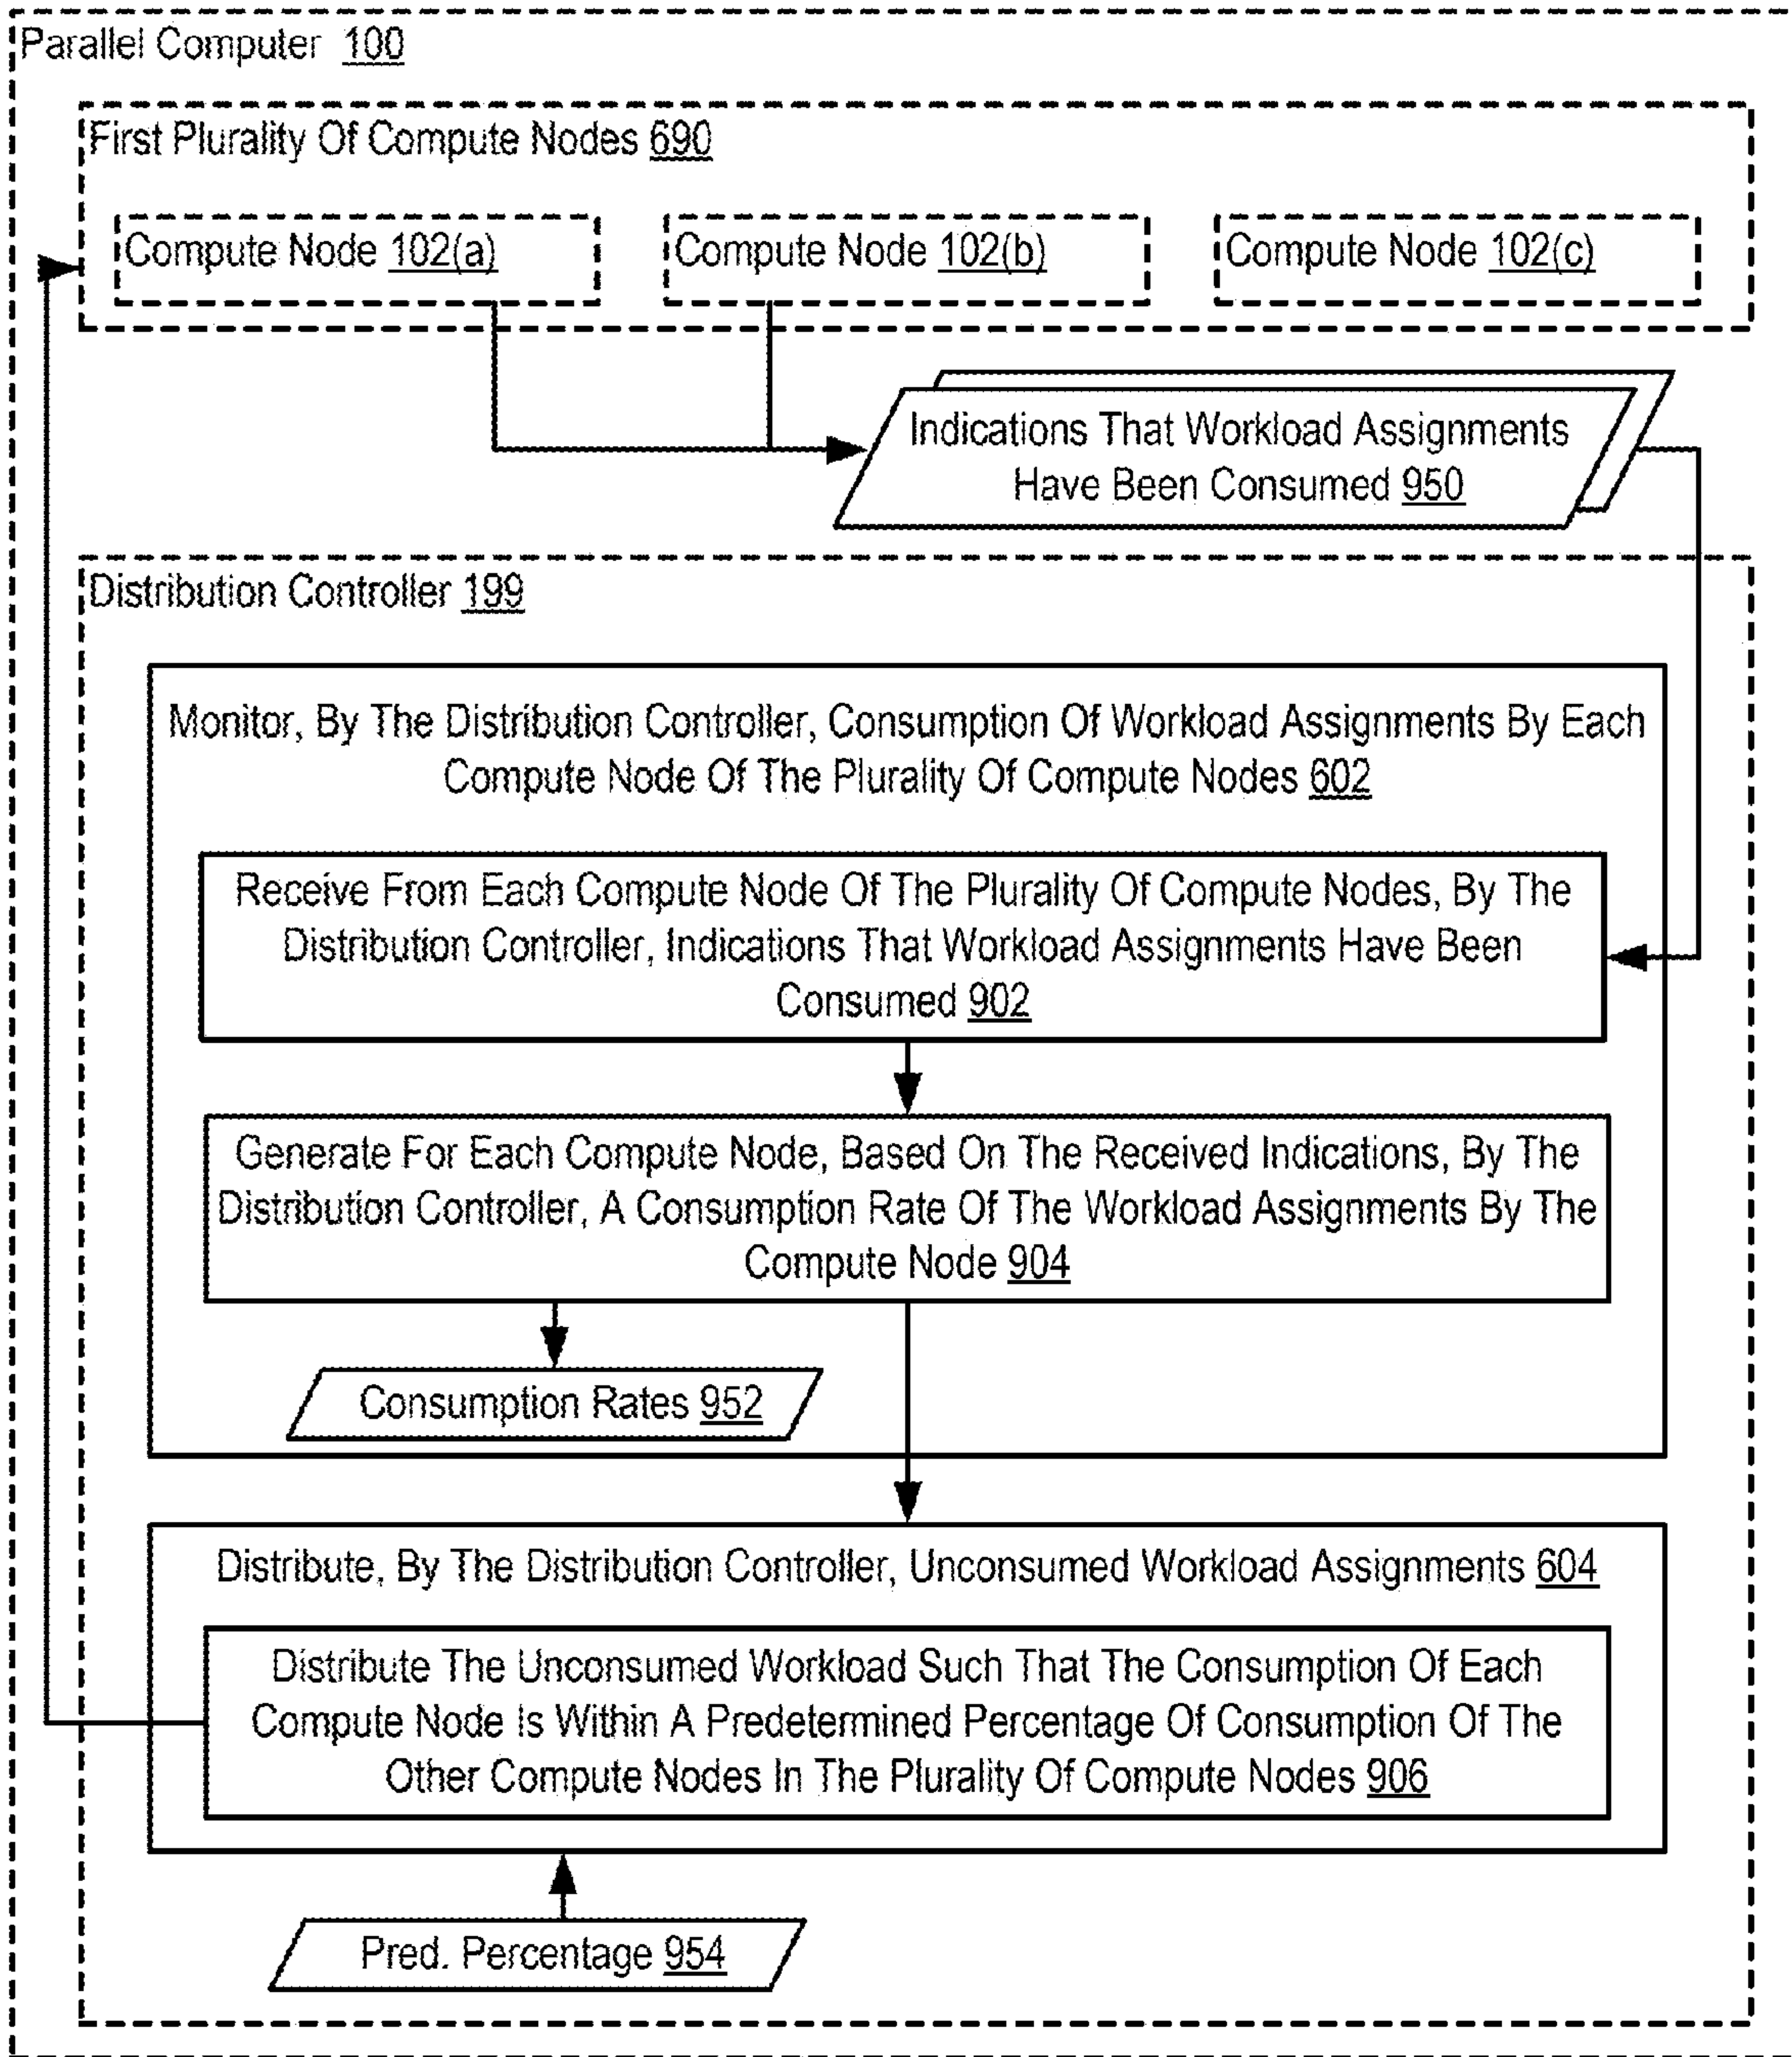 Parallel Computer 100
First Plurality Of Compute Nodes 690
Compute Node 102(a)
Compute Node 102(b)
Compute Node 102(c)
Indications That Workload Assignments
Have Been Consumed 950
Distribution Controller 199
Monitor, By The Distribution Controller, Consumption Of Workload Assignments By Each
Compute Node Of The Plurality Of Compute Nodes 602
Receive From Each Compute Node Of The Plurality Of Compute Nodes, By The
Distribution Controller, Indications That Workload Assignments Have Been
Consumed 902
Generate For Each Compute Node, Based On The Received Indications, By The
Distribution Controller, A Consumption Rate Of The Workload Assignments By The
Compute Node 904
Consumption Rates 952
Distribute, By The Distribution Controller, Unconsumed Workload Assignments 604
Distribute The Unconsumed Workload Such That The Consumption Of Each
Compute Node Is Within A Predetermined Percentage Of Consumption Of The
Other Compute Nodes In The Plurality Of Compute Nodes 906
Pred. Percentage 954